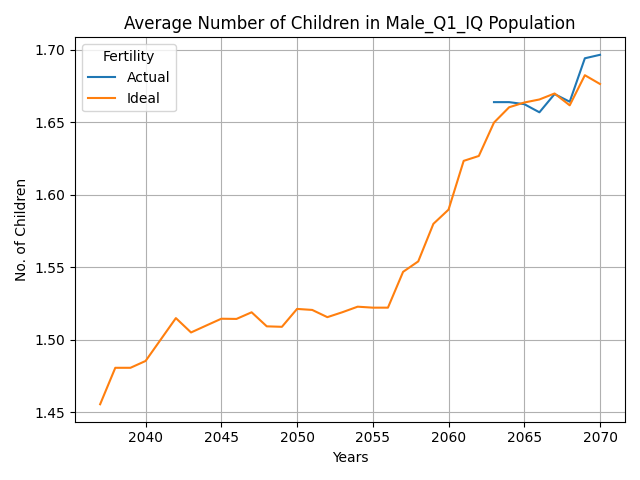 Average Number of Children in Male_Q1_IQ Population
Fertility
Actual
Ideal
No. of Children
1.70
1.65
1.60
1.55
1.50
1.45
2040 2045 2050 2055 2060 2065 2070
Years